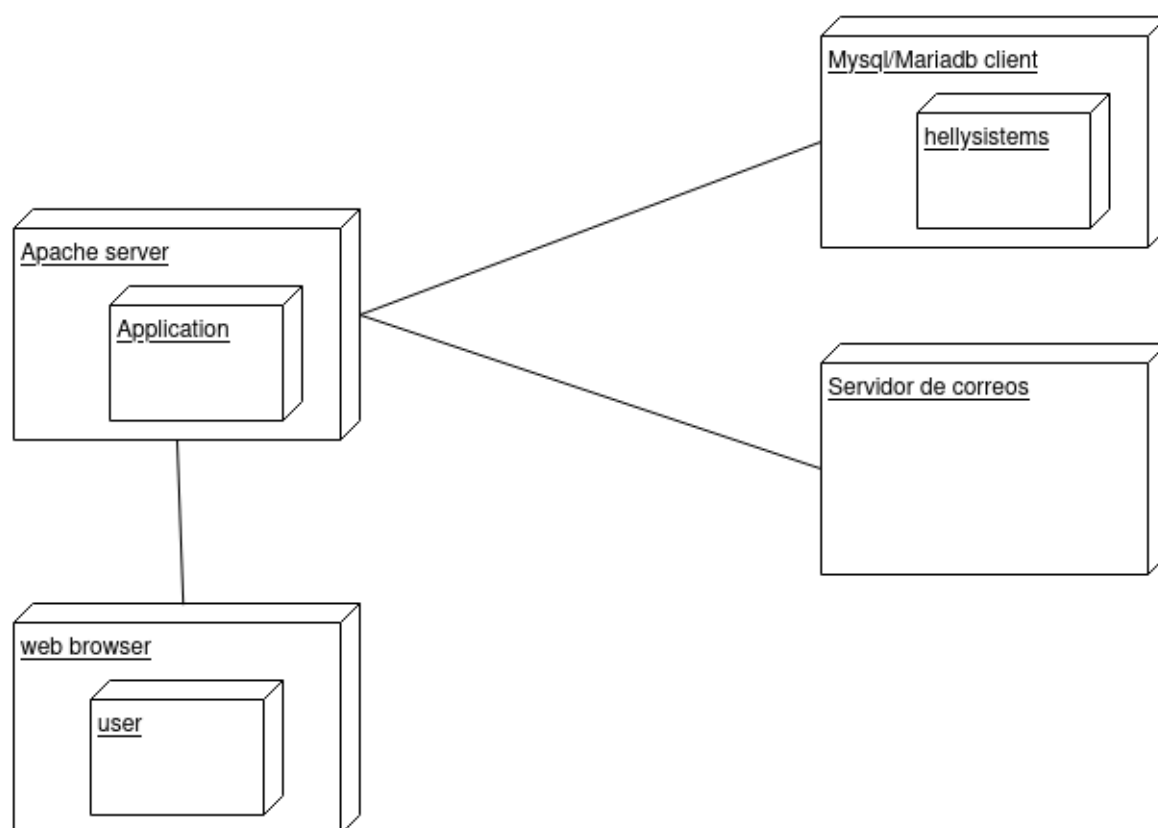 Mysql/Mariadb client
hellysistems
Apache server
Application
Servidor de correos
web browser
user